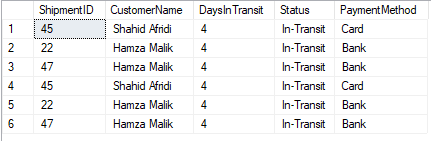 ShipmentID CustomerName DaysInTransit Status PaymentMethod
1 45 Shahid Afridi 4 In-Transit Card
2 22 Hamza Malik 4 In-Transit Bank
3 47 Hamza Malik 4 In-Transit Bank
4 45 Shahid Afridi 4 In-Transit Card
5 22 Hamza Malik 4 In-Transit Bank
6 47 Hamza Malik 4 In-Transit Bank